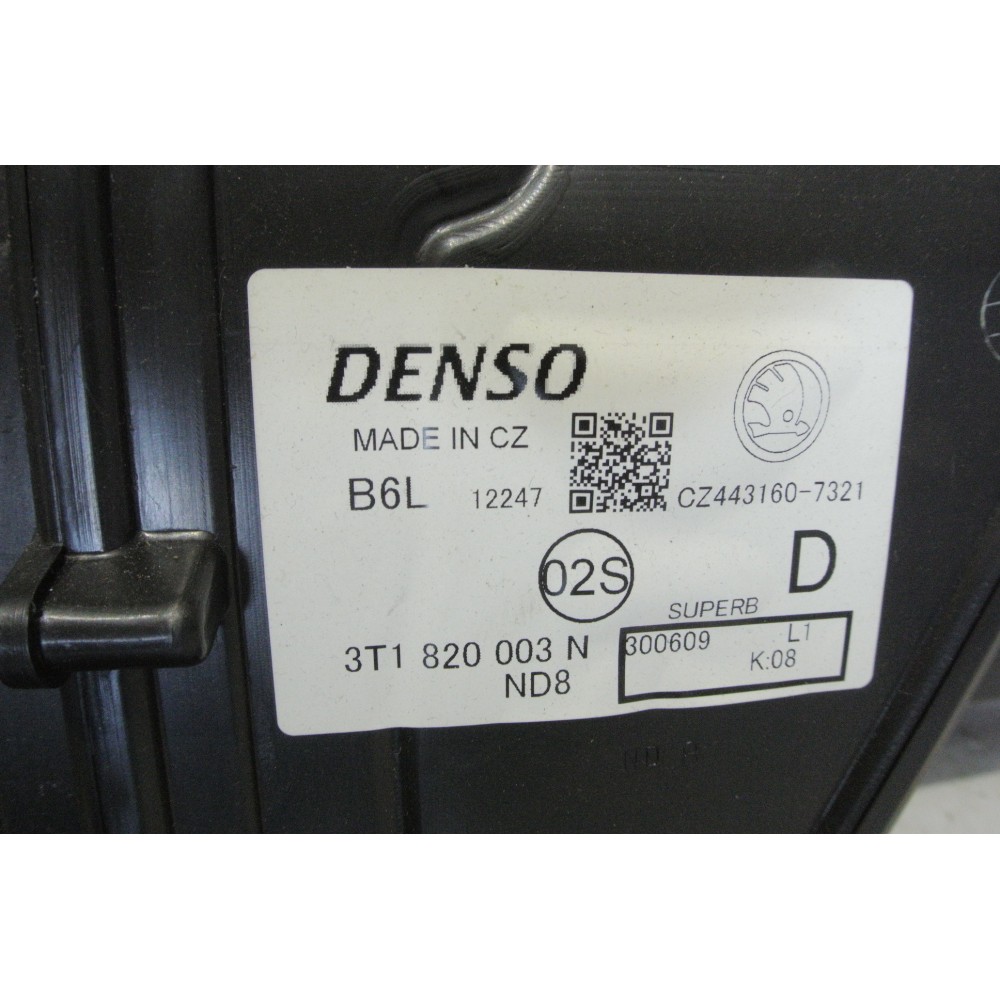 DENSO
MADE IN CZ
B6L 12247 CZ443160-7321
02S D
SUPERB
3T1 820 003 N 300609 L1
ND8 K:08